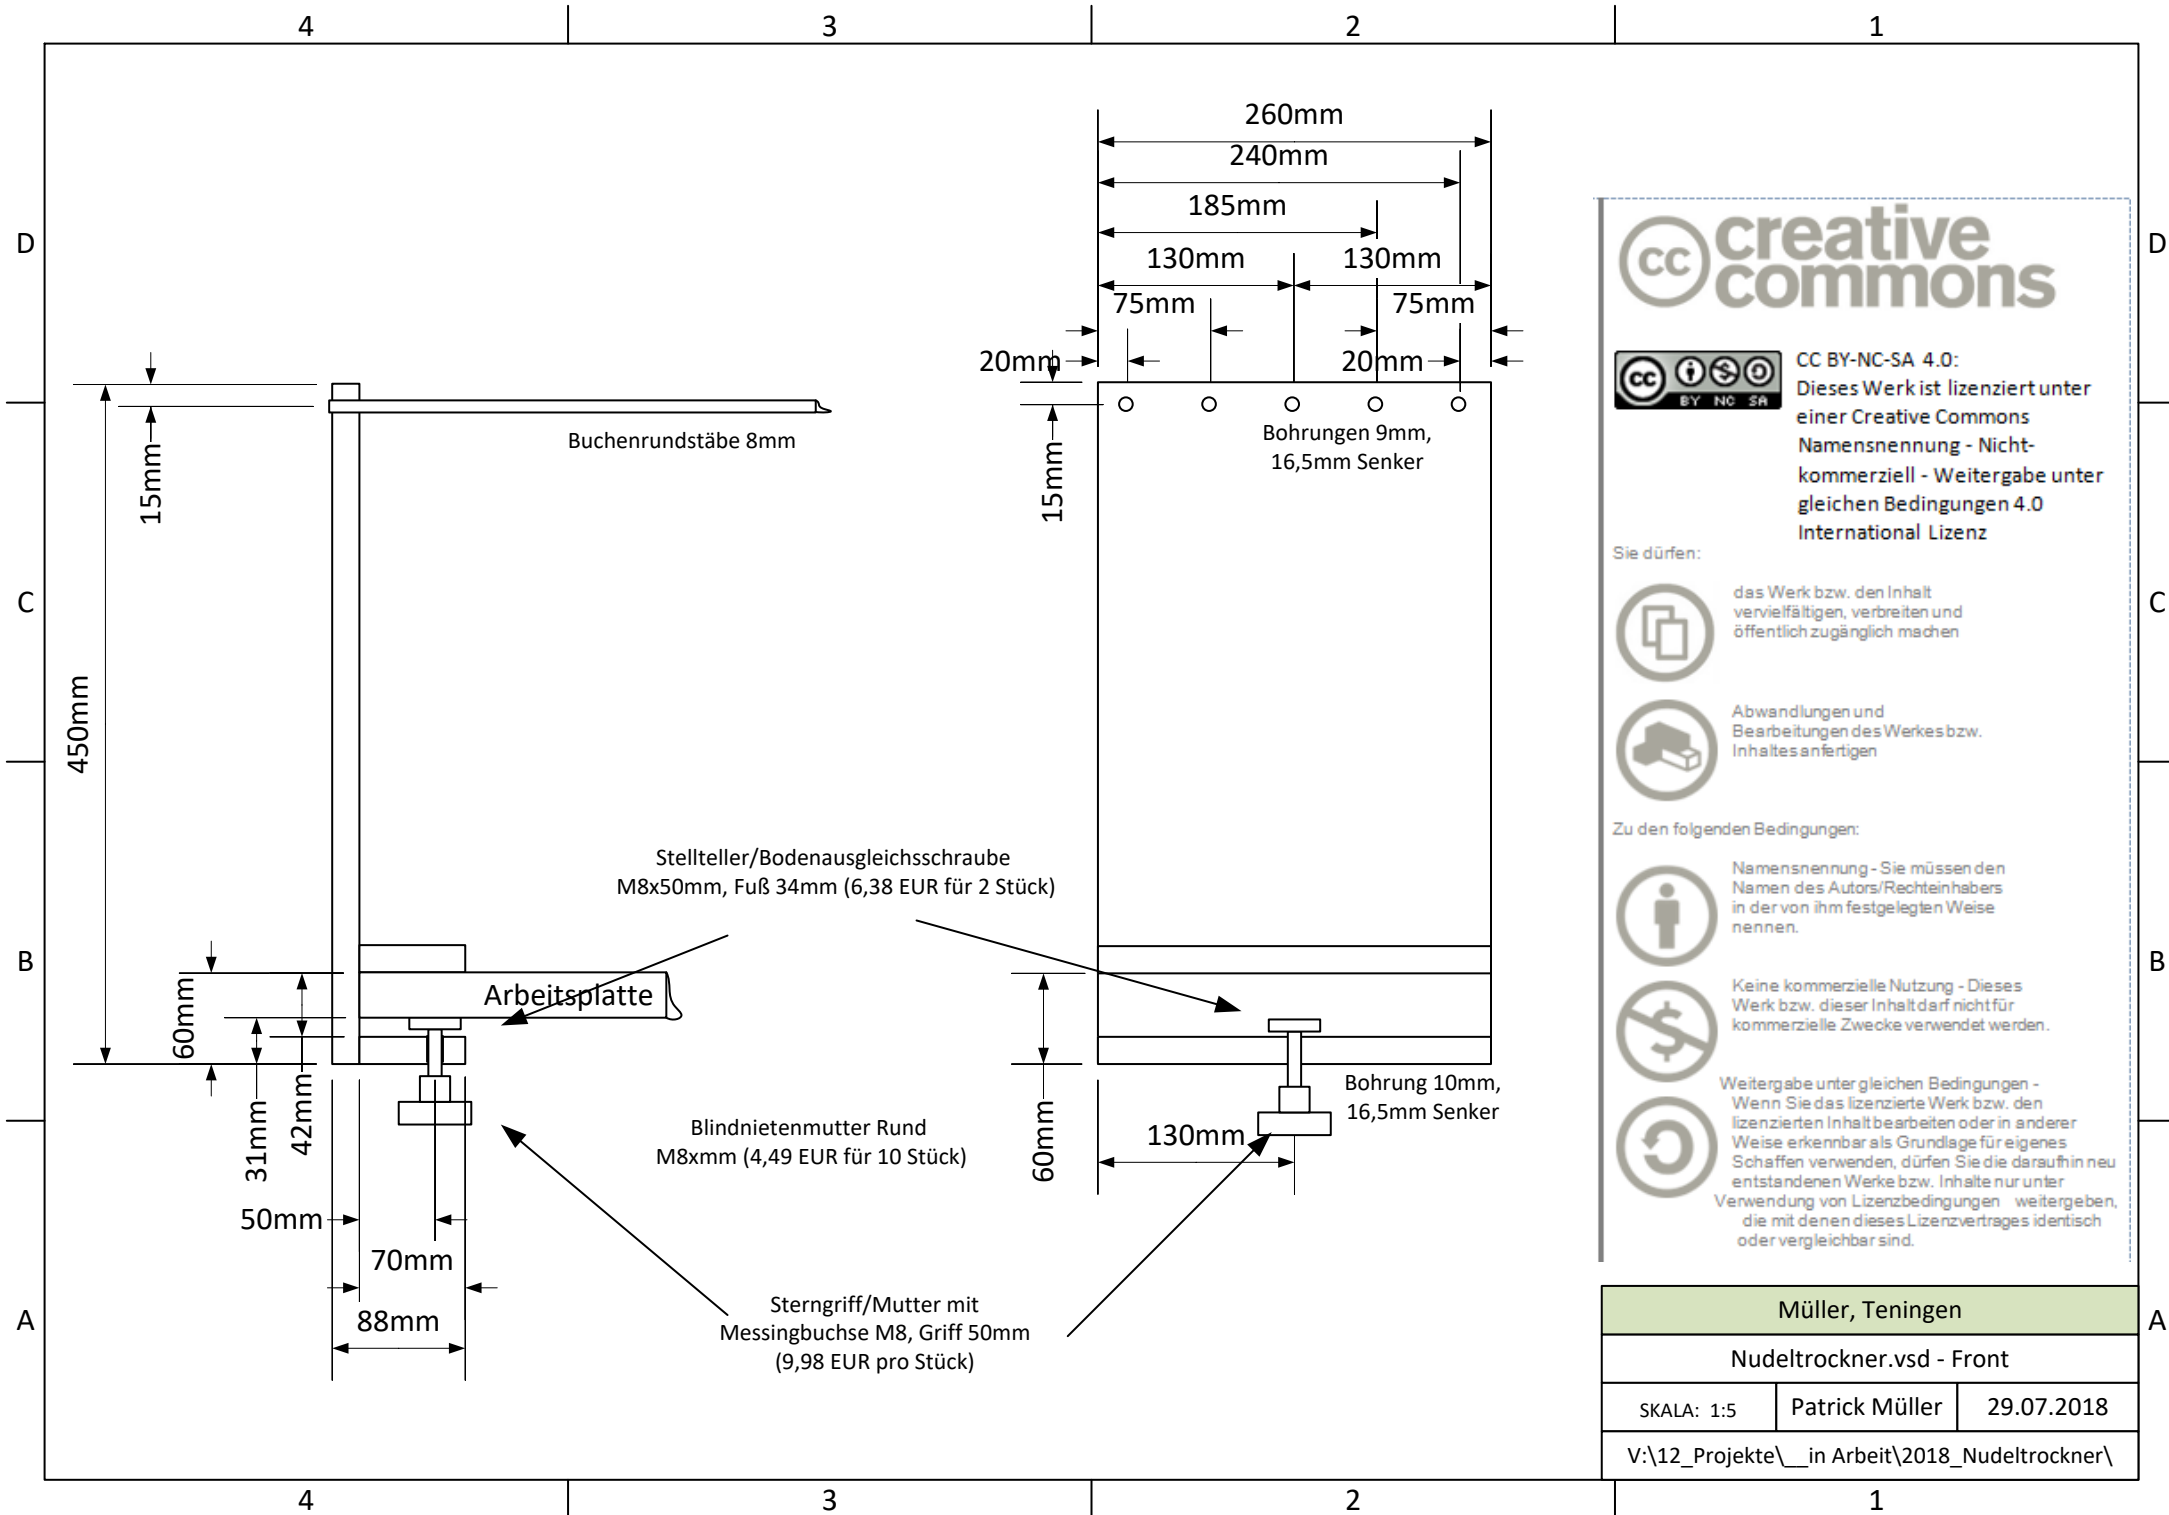 4 3 2 1
D
C
B
A
D
C
B
A
15mm
450mm
Buchenrundstäbe 8mm
Stellteller/Bodenausgleichsschraube
M8x50mm, Fuß 34mm (6,38 EUR für 2 Stück)
Arbeitsplatte
60mm
31mm
42mm
50mm
70mm
88mm
Blindnietenmutter Rund
M8xmm (4,49 EUR für 10 Stück)
Sterngriff/Mutter mit
Messingbuchse M8, Griff 50mm
(9,98 EUR pro Stück)
260mm
240mm
185mm
130mm 130mm
75mm 75mm
20mm 20mm
15mm
Bohrungen 9mm,
16,5mm Senker
60mm
130mm
Bohrung 10mm,
16,5mm Senker
cc creative
commons
cc BY NC SA
CC BY-NC-SA 4.0:
Dieses Werk ist lizenziert unter
einer Creative Commons
Namensnennung - Nicht-
kommerziell - Weitergabe unter
gleichen Bedingungen 4.0
International Lizenz
Sie dürfen:
das Werk bzw. den Inhalt
vervielfältigen, verbreiten und
öffentlich zugänglich machen
Abwandlungen und
Bearbeitungen des Werkes bzw.
Inhaltes anfertigen
Zu den folgenden Bedingungen:
Namensnennung - Sie müssen den
Namen des Autors/Rechteinhabers
in der von ihm festgelegten Weise
nennen.
Keine kommerzielle Nutzung - Dieses
Werk bzw. dieser Inhalt darf nicht für
kommerzielle Zwecke verwendet werden.
Weitergabe unter gleichen Bedingungen -
Wenn Sie das lizenzierte Werk bzw. den
lizenzierten Inhalt bearbeiten oder in anderer
Weise erkennbar als Grundlage für eigenes
Schaffen verwenden, dürfen Sie die daraufhin neu
entstandenen Werke bzw. Inhalte nur unter
Verwendung von Lizenzbedingungen weitergeben,
die mit denen dieses Lizenzvertrages identisch
oder vergleichbar sind.
Müller, Teningen
Nudeltrockner.vsd - Front
SKALA: 1:5 Patrick Müller 29.07.2018
V:\12_Projekte\__in Arbeit\2018_Nudeltrockner\
4 3 2 1